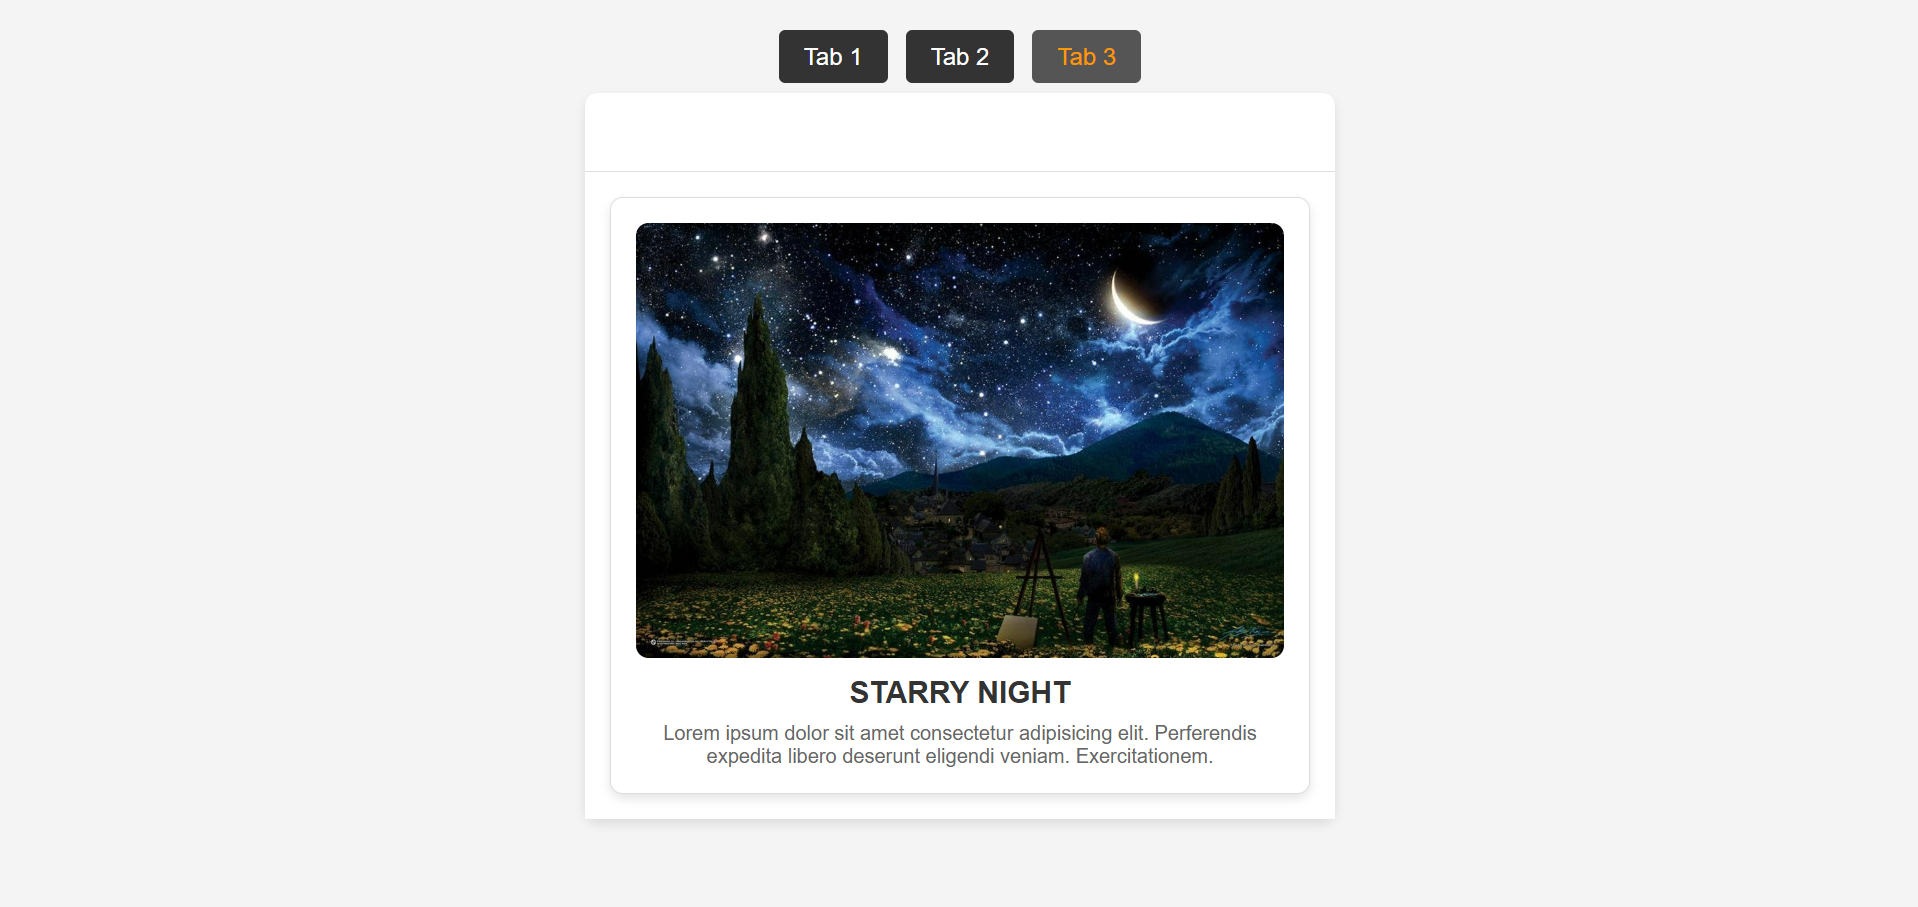 Tab 1
Tab 2
Tab 3
STARRY NIGHT
Lorem ipsum dolor sit amet consectetur adipisicing elit. Perferendis
expedita libero deserunt eligendi veniam. Exercitationem.